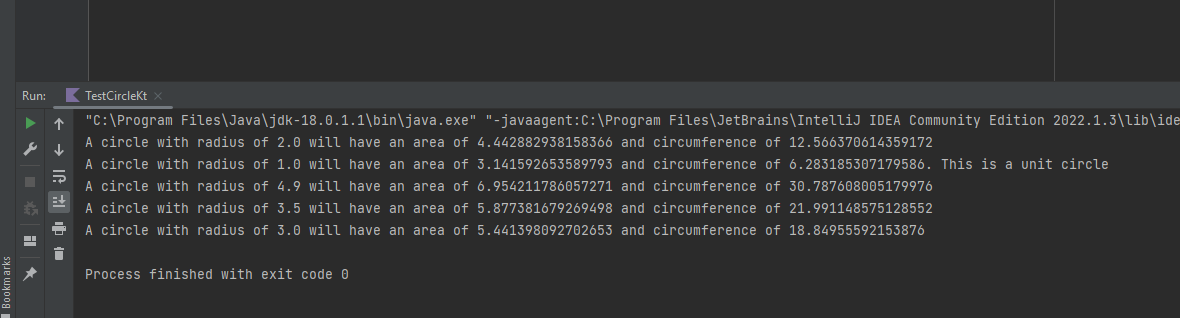 Run:
TestCircleKt
"C:\Program Files\Java\jdk-18.0.1.1\bin\java.exe" "-javaagent:C:\Program Files\JetBrains\IntelliJ IDEA Community Edition 2022.1.3\lib\ide
A circle with radius of 2.0 will have an area of 4.442882938158366 and circumference of 12.566370614359172
A circle with radius of 1.0 will have an area of 3.141592653589793 and circumference of 6.283185307179586. This is a unit circle
A circle with radius of 4.9 will have an area of 6.954211786057271 and circumference of 30.787608005179976
A circle with radius of 3.5 will have an area of 5.877381679269498 and circumference of 21.991148575128552
A circle with radius of 3.0 will have an area of 5.441398092702653 and circumference of 18.84955592153876
Process finished with exit code 0
Bookmarks